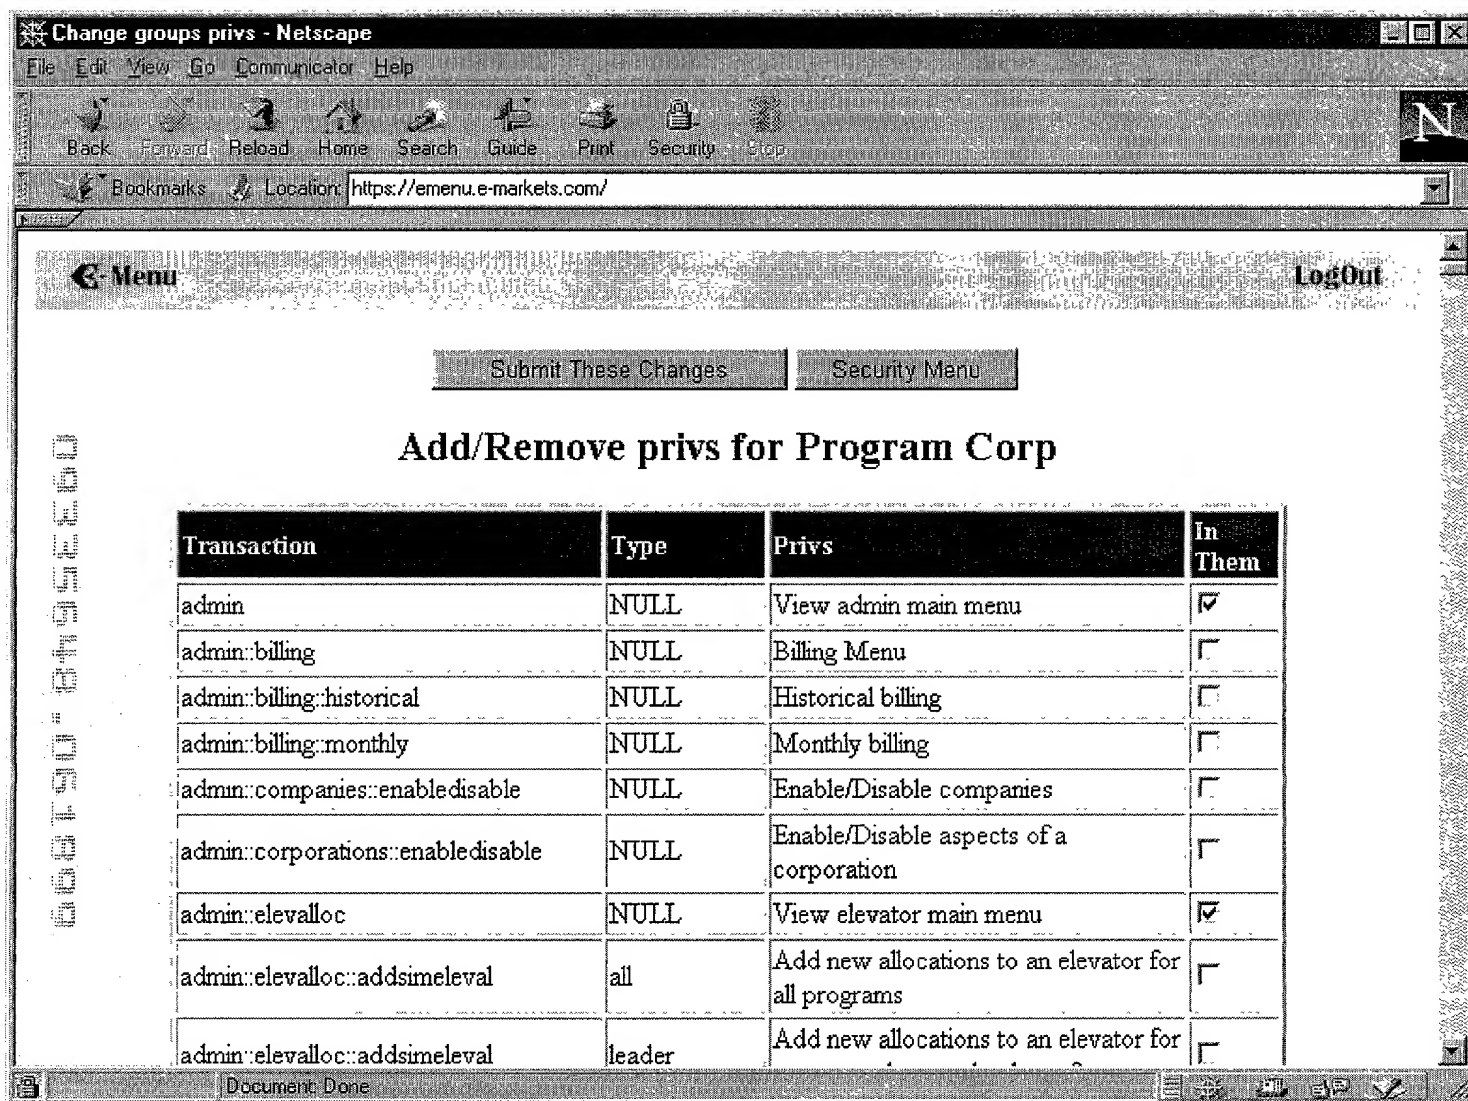 Change groups privs - Netscape
File Edit View Go Communicator Help
Back Forward Reload Home Search Guide Print Security Stop
N
Bookmarks Location: https://emenu.e-markets.com/
e-Menu LogOut
Submit These Changes Security Menu
Add/Remove privs for Program Corp
Transaction Type Privs In Them
admin NULL View admin main menu
admin::billing NULL Billing Menu
admin::billing::historical NULL Historical billing
admin::billing::monthly NULL Monthly billing
admin::companies::enabledisable NULL Enable/Disable companies
admin::corporations::enabledisable NULL Enable/Disable aspects of a
corporation
admin::elevalloc NULL View elevator main menu
admin::elevalloc::addsimeleval all Add new allocations to an elevator for
all programs
admin::elevalloc::addsimeleval leader Add new allocations to an elevator for
Document: Done